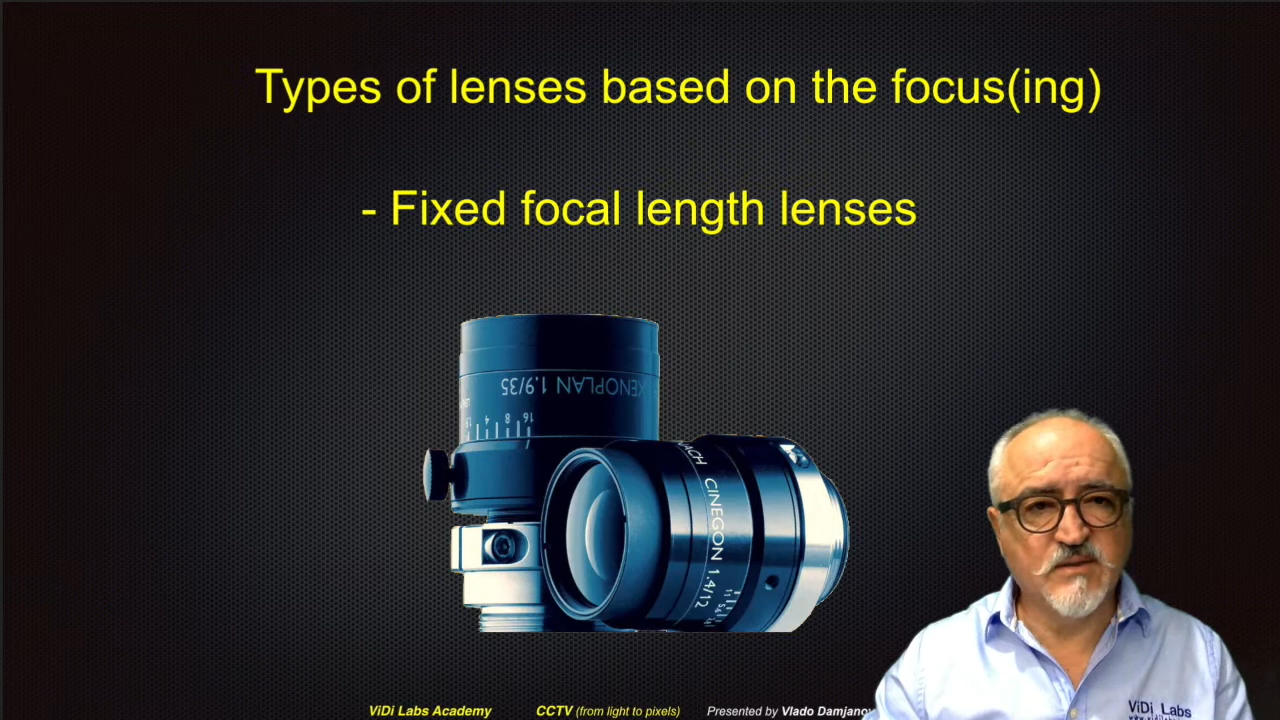 Types of lenses based on the focus(ing)
- Fixed focal length lenses
XENOPLAN 1.9/35
4 8 16
CINEGON 1.4/12
ViDi Labs
ViDi Labs Academy CCTV (from light to pixels) Presented by Vlado Damjanov